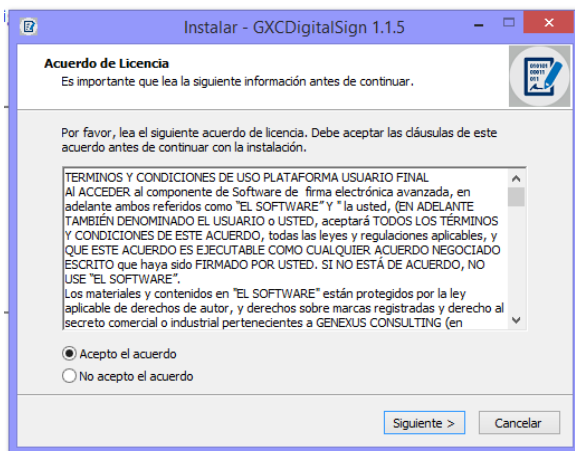 Instalar - GXCDigitalSign 1.1.5
Acuerdo de Licencia
Es importante que lea la siguiente información antes de continuar.
010101
00011
011
Por favor, lea el siguiente acuerdo de licencia. Debe aceptar las cláusulas de este
acuerdo antes de continuar con la instalación.
TERMINOS Y CONDICIONES DE USO PLATAFORMA USUARIO FINAL
Al ACCEDER al componente de Software de  firma electrónica avanzada, en
adelante ambos referidos como "EL SOFTWARE" Y " la usted, (EN ADELANTE
TAMBIÉN DENOMINADO EL USUARIO o USTED, aceptará TODOS LOS TÉRMINOS
Y CONDICIONES DE ESTE ACUERDO, todas las leyes y regulaciones aplicables, y
QUE ESTE ACUERDO ES EJECUTABLE COMO CUALQUIER ACUERDO NEGOCIADO
ESCRITO que haya sido FIRMADO POR USTED. SI NO ESTÁ DE ACUERDO, NO
USE "EL SOFTWARE".
Los materiales y contenidos en "EL SOFTWARE" están protegidos por la ley
aplicable de derechos de autor, y derechos sobre marcas registradas y derecho al
secreto comercial o industrial pertenecientes a GENEXUS CONSULTING (en
Acepto el acuerdo
No acepto el acuerdo
Siguiente >
Cancelar